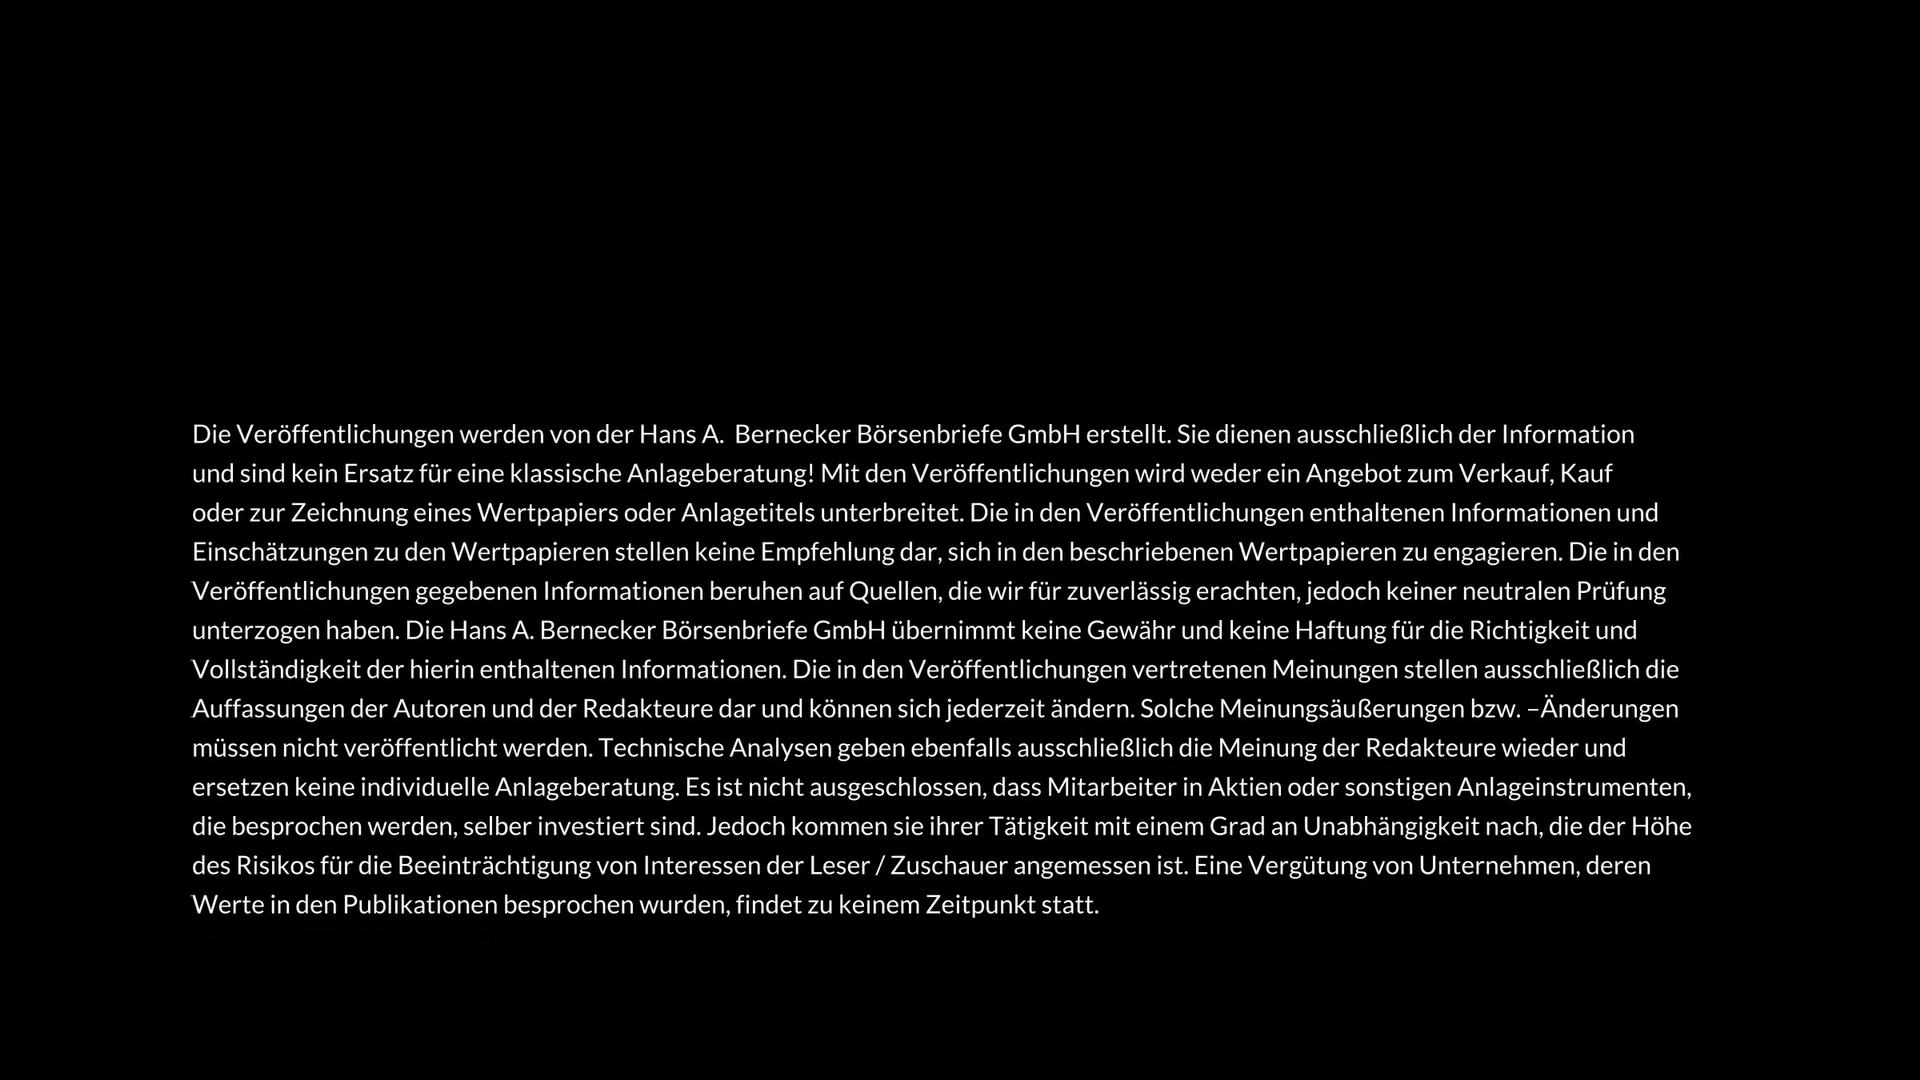 Die Veröffentlichungen werden von der Hans A.  Bernecker Börsenbriefe GmbH erstellt. Sie dienen ausschließlich der Information
und sind kein Ersatz für eine klassische Anlageberatung! Mit den Veröffentlichungen wird weder ein Angebot zum Verkauf, Kauf
oder zur Zeichnung eines Wertpapiers oder Anlagetitels unterbreitet. Die in den Veröffentlichungen enthaltenen Informationen und
Einschätzungen zu den Wertpapieren stellen keine Empfehlung dar, sich in den beschriebenen Wertpapieren zu engagieren. Die in den
Veröffentlichungen gegebenen Informationen beruhen auf Quellen, die wir für zuverlässig erachten, jedoch keiner neutralen Prüfung
unterzogen haben. Die Hans A. Bernecker Börsenbriefe GmbH übernimmt keine Gewähr und keine Haftung für die Richtigkeit und
Vollständigkeit der hierin enthaltenen Informationen. Die in den Veröffentlichungen vertretenen Meinungen stellen ausschließlich die
Auffassungen der Autoren und der Redakteure dar und können sich jederzeit ändern. Solche Meinungsäußerungen bzw. –Änderungen
müssen nicht veröffentlicht werden. Technische Analysen geben ebenfalls ausschließlich die Meinung der Redakteure wieder und
ersetzen keine individuelle Anlageberatung. Es ist nicht ausgeschlossen, dass Mitarbeiter in Aktien oder sonstigen Anlageinstrumenten,
die besprochen werden, selber investiert sind. Jedoch kommen sie ihrer Tätigkeit mit einem Grad an Unabhängigkeit nach, die der Höhe
des Risikos für die Beeinträchtigung von Interessen der Leser / Zuschauer angemessen ist. Eine Vergütung von Unternehmen, deren
Werte in den Publikationen besprochen wurden, findet zu keinem Zeitpunkt statt.